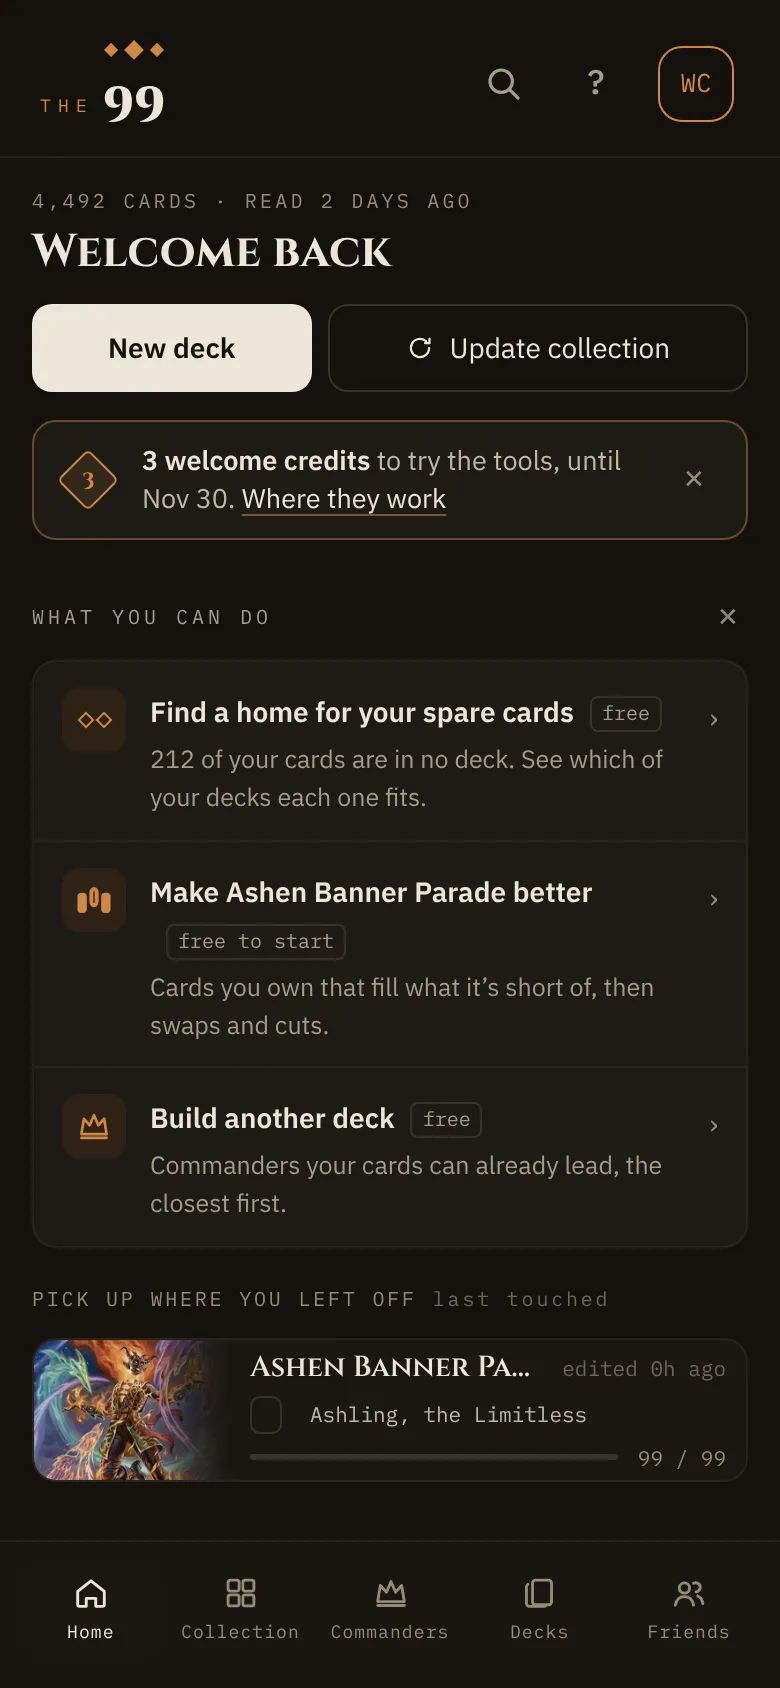 THE 99
?
WC
4,492 CARDS · READ 2 DAYS AGO
WELCOME BACK
New deck
Update collection
3
3 welcome credits to try the tools, until
Nov 30. Where they work
WHAT YOU CAN DO
Find a home for your spare cards free
212 of your cards are in no deck. See which of
your decks each one fits.
Make Ashen Banner Parade better
free to start
Cards you own that fill what it’s short of, then
swaps and cuts.
Build another deck free
Commanders your cards can already lead, the
closest first.
PICK UP WHERE YOU LEFT OFF last touched
ASHEN BANNER PA... edited 0h ago
Ashling, the Limitless
99 / 99
Home
Collection
Commanders
Decks
Friends